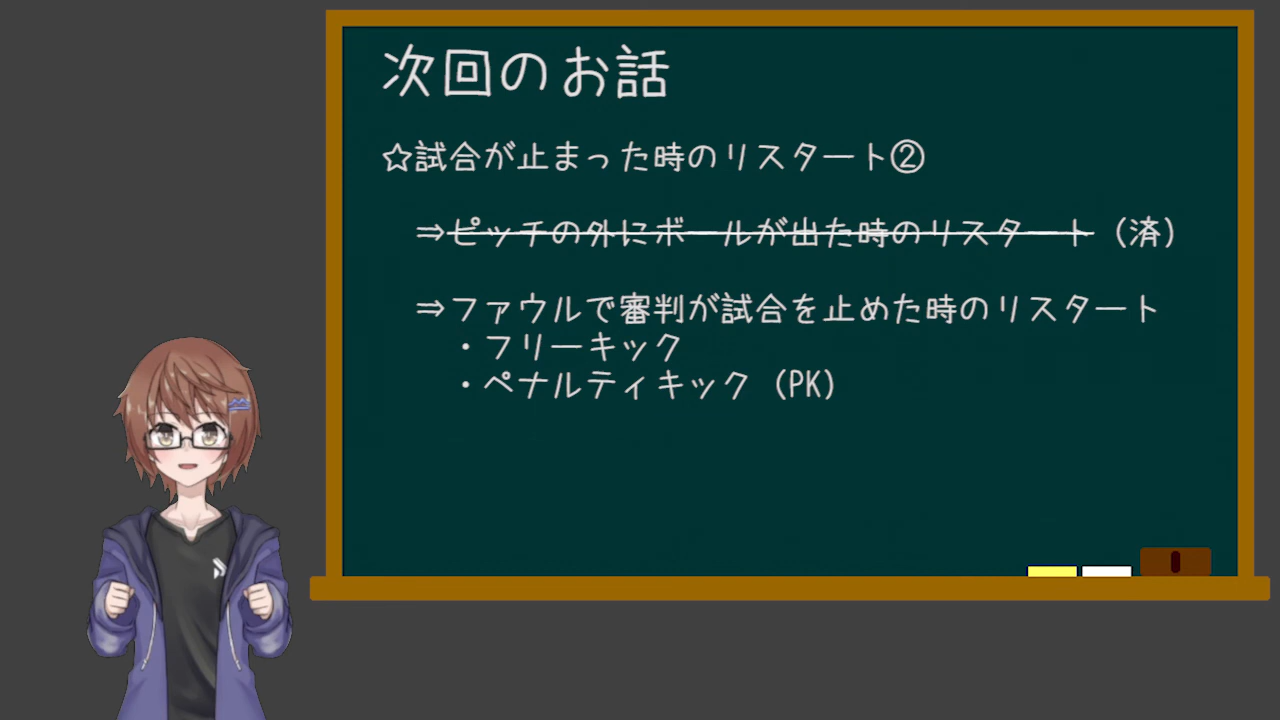 次回のお話
☆試合が止まった時のリスタート②
⇒ピッチの外にボールが出た時のリスタート（済）
⇒ファウルで審判が試合を止めた時のリスタート
・フリーキック
・ペナルティキック（PK）